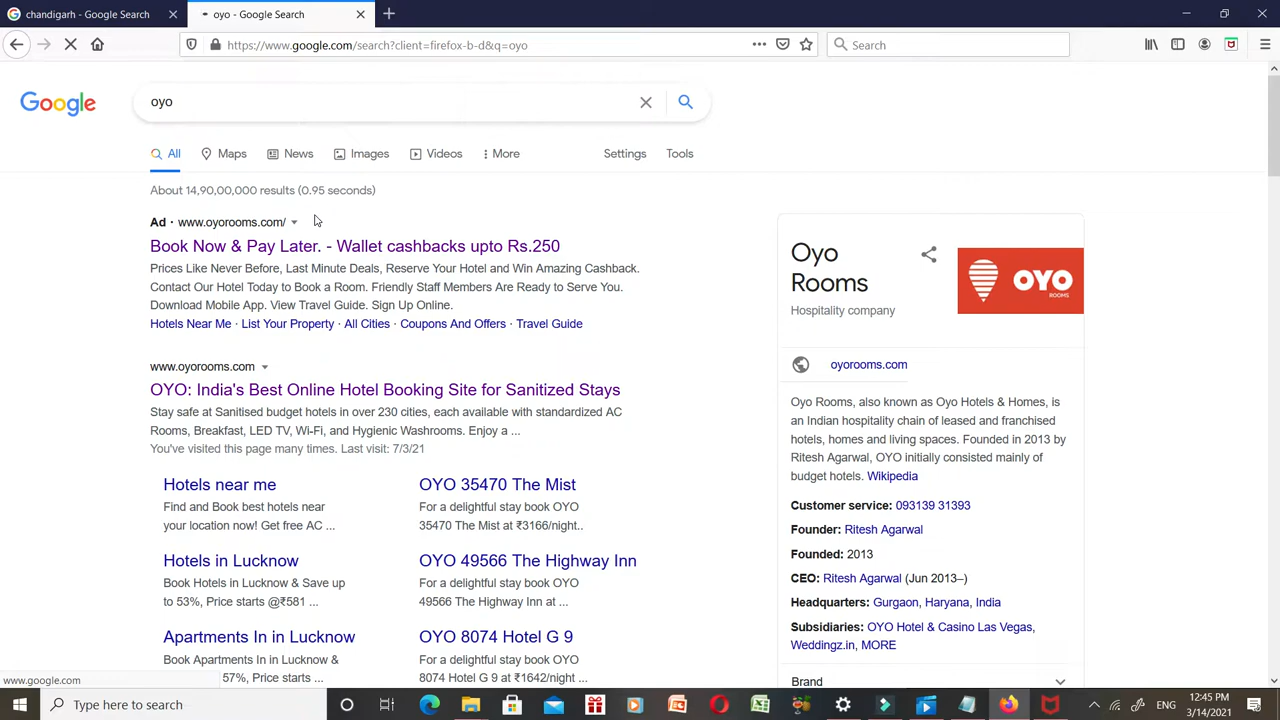 chandigarh - Google Search
oyo - Google Search
https://www.google.com/search?client=firefox-b-d&q=oyo
Search
Google
oyo
All
Maps
News
Images
Videos
More
Settings
Tools
About 14,90,00,000 results (0.95 seconds)
Ad · www.oyorooms.com/
Book Now & Pay Later. - Wallet cashbacks upto Rs.250
Prices Like Never Before, Last Minute Deals, Reserve Your Hotel and Win Amazing Cashback.
Contact Our Hotel Today to Book a Room. Friendly Staff Members Are Ready to Serve You.
Download Mobile App. View Travel Guide. Sign Up Online.
Hotels Near Me · List Your Property · All Cities · Coupons And Offers · Travel Guide
www.oyorooms.com
OYO: India's Best Online Hotel Booking Site for Sanitized Stays
Stay safe at Sanitised budget hotels in over 230 cities, each available with standardized AC
Rooms, Breakfast, LED TV, Wi-Fi, and Hygienic Washrooms. Enjoy a ...
You've visited this page many times. Last visit: 7/3/21
Hotels near me
Find and Book best hotels near
your location now! Get free AC ...
OYO 35470 The Mist
For a delightful stay book OYO
35470 The Mist at ₹3166/night..
Hotels in Lucknow
Book Hotels in Lucknow & Save up
to 53%, Price starts @₹581 ...
OYO 49566 The Highway Inn
For a delightful stay book OYO
49566 The Highway Inn at ...
Apartments In in Lucknow
Book Apartments In in Lucknow &
57%, Price starts ...
OYO 8074 Hotel G 9
For a delightful stay book OYO
8074 Hotel G 9 at ₹1642/night...
Oyo
Rooms
Hospitality company
OYO
ROOMS
oyorooms.com
Oyo Rooms, also known as Oyo Hotels & Homes, is
an Indian hospitality chain of leased and franchised
hotels, homes and living spaces. Founded in 2013 by
Ritesh Agarwal, OYO initially consisted mainly of
budget hotels. Wikipedia
Customer service: 093139 31393
Founder: Ritesh Agarwal
Founded: 2013
CEO: Ritesh Agarwal (Jun 2013–)
Headquarters: Gurgaon, Haryana, India
Subsidiaries: OYO Hotel & Casino Las Vegas,
Weddingz.in, MORE
Brand
www.google.com
Type here to search
ENG
12:45 PM
3/14/2021